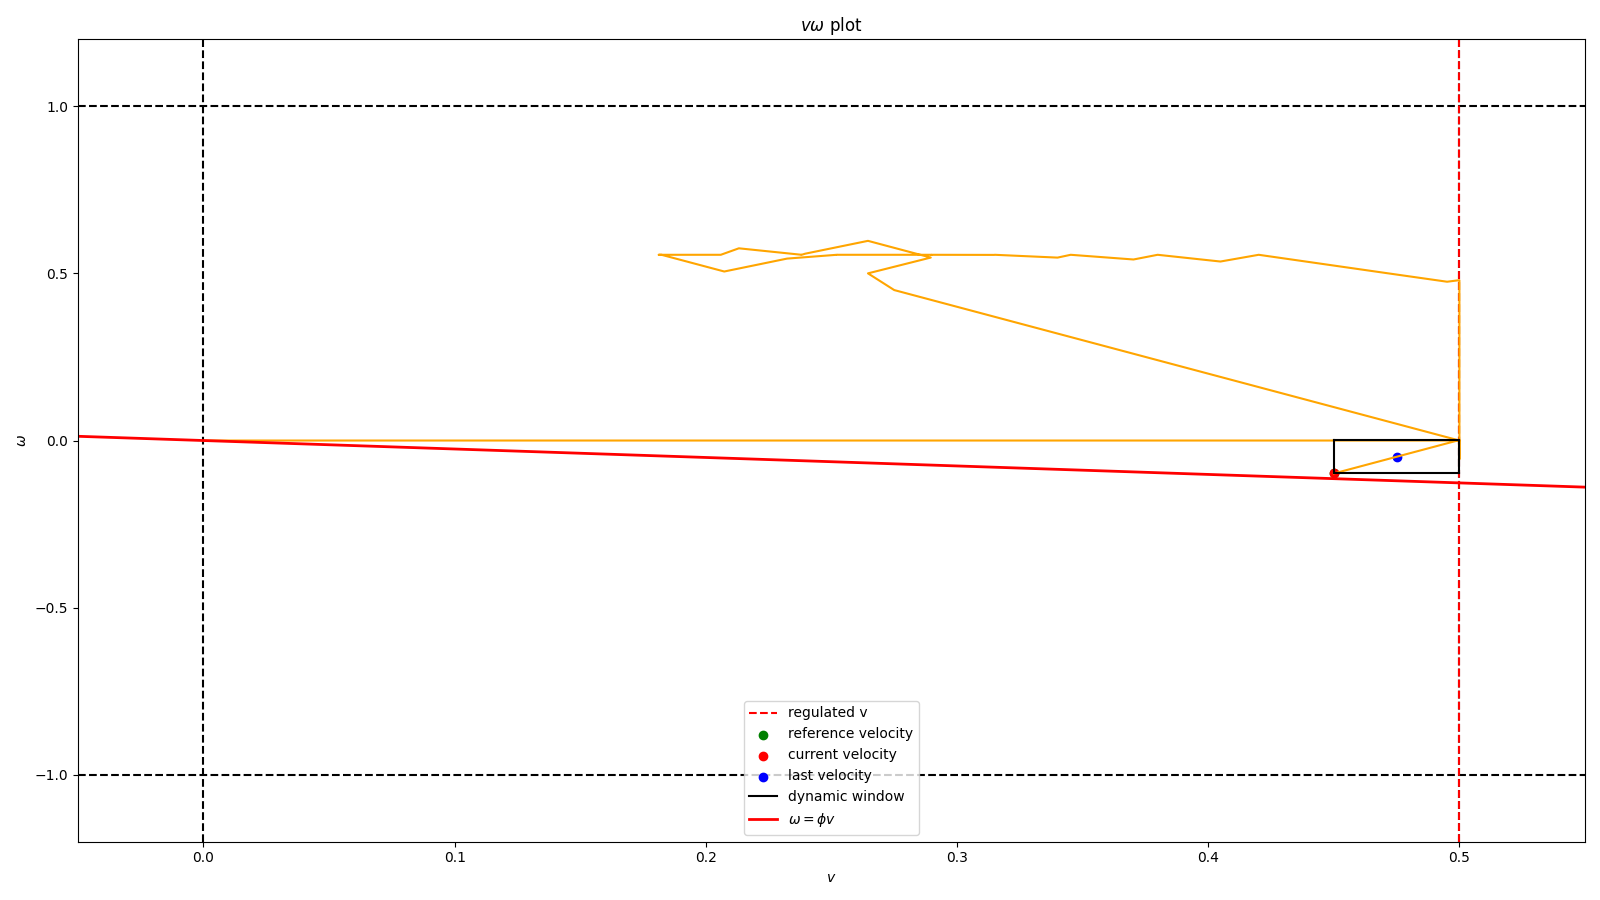 vω plot
1.0
0.5
0.0
−0.5
−1.0
ω
0.0
0.1
0.2
0.3
0.4
0.5
v
regulated v
reference velocity
current velocity
last velocity
dynamic window
ω = ϕv